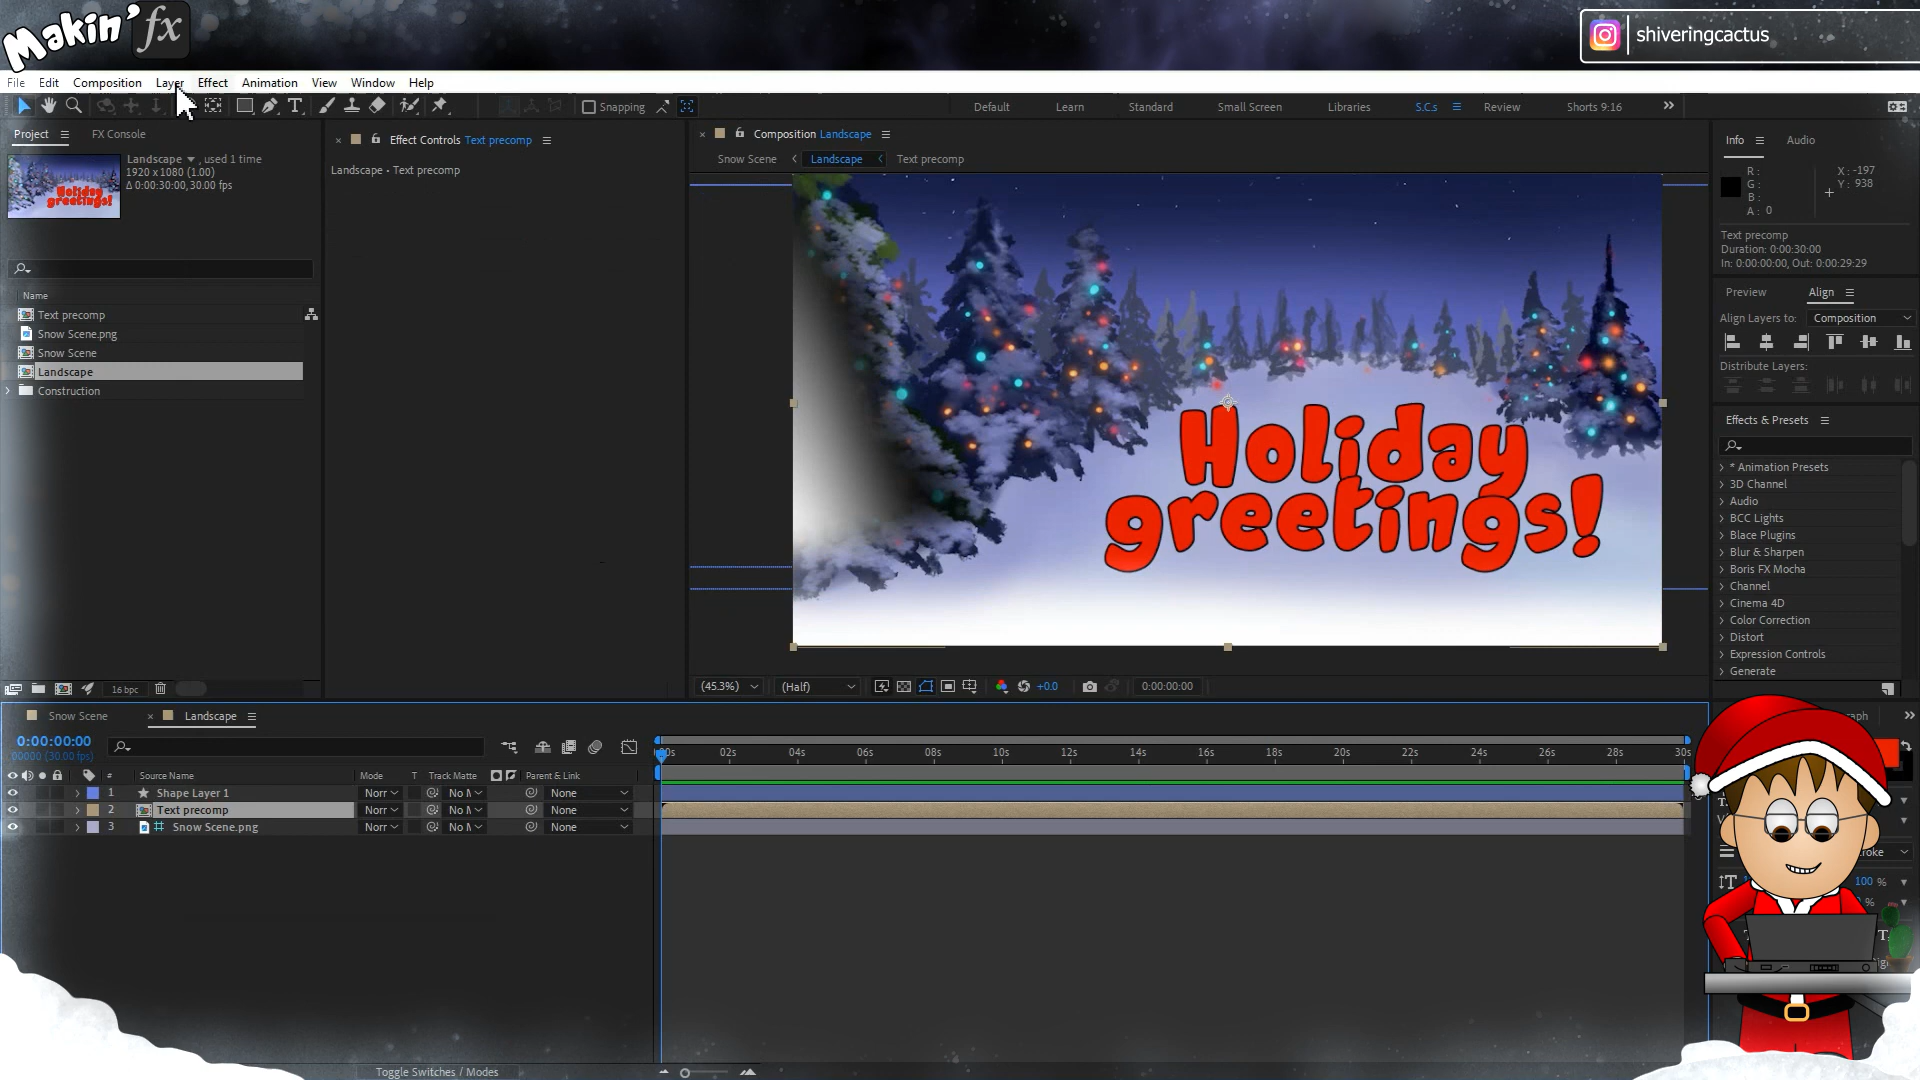 Makin' fx
shiveringcactus
File Edit Composition Layer Effect Animation View Window Help
Snapping
Default Learn Standard Small Screen Libraries S.C.s Review Shorts 9:16
Project FX Console
Landscape , used 1 time
1920 x 1080 (1.00)
Δ 0:00:30:00, 30.00 fps
Name
Text precomp
Snow Scene.png
Snow Scene
Landscape
Construction
16 bpc
Effect Controls Text precomp
Landscape • Text precomp
Composition Landscape
Snow Scene Landscape Text precomp
Holiday
greetings!
(45.3%) (Half) +0.0 0:00:00:00
Info Audio
R :
G :
B :
A : 0
X : -197
Y : 938
Text precomp
Duration: 0:00:30:00
In: 0:00:00:00, Out: 0:00:29:29
Preview Align
Align Layers to: Composition
Distribute Layers:
Effects & Presets
* Animation Presets
3D Channel
Audio
BCC Lights
Blace Plugins
Blur & Sharpen
Boris FX Mocha
Channel
Cinema 4D
Color Correction
Distort
Expression Controls
Generate
Snow Scene Landscape
0:00:00:00
00000 (30.00 fps)
02s 04s 06s 08s 10s 12s 14s 16s 18s 20s 22s 24s 26s 28s 30s
# Source Name Mode T Track Matte Parent & Link
1 Shape Layer 1 Norr No M None
2 Text precomp Norr No M None
3 Snow Scene.png Norr No M None
100 %
%
Toggle Switches / Modes